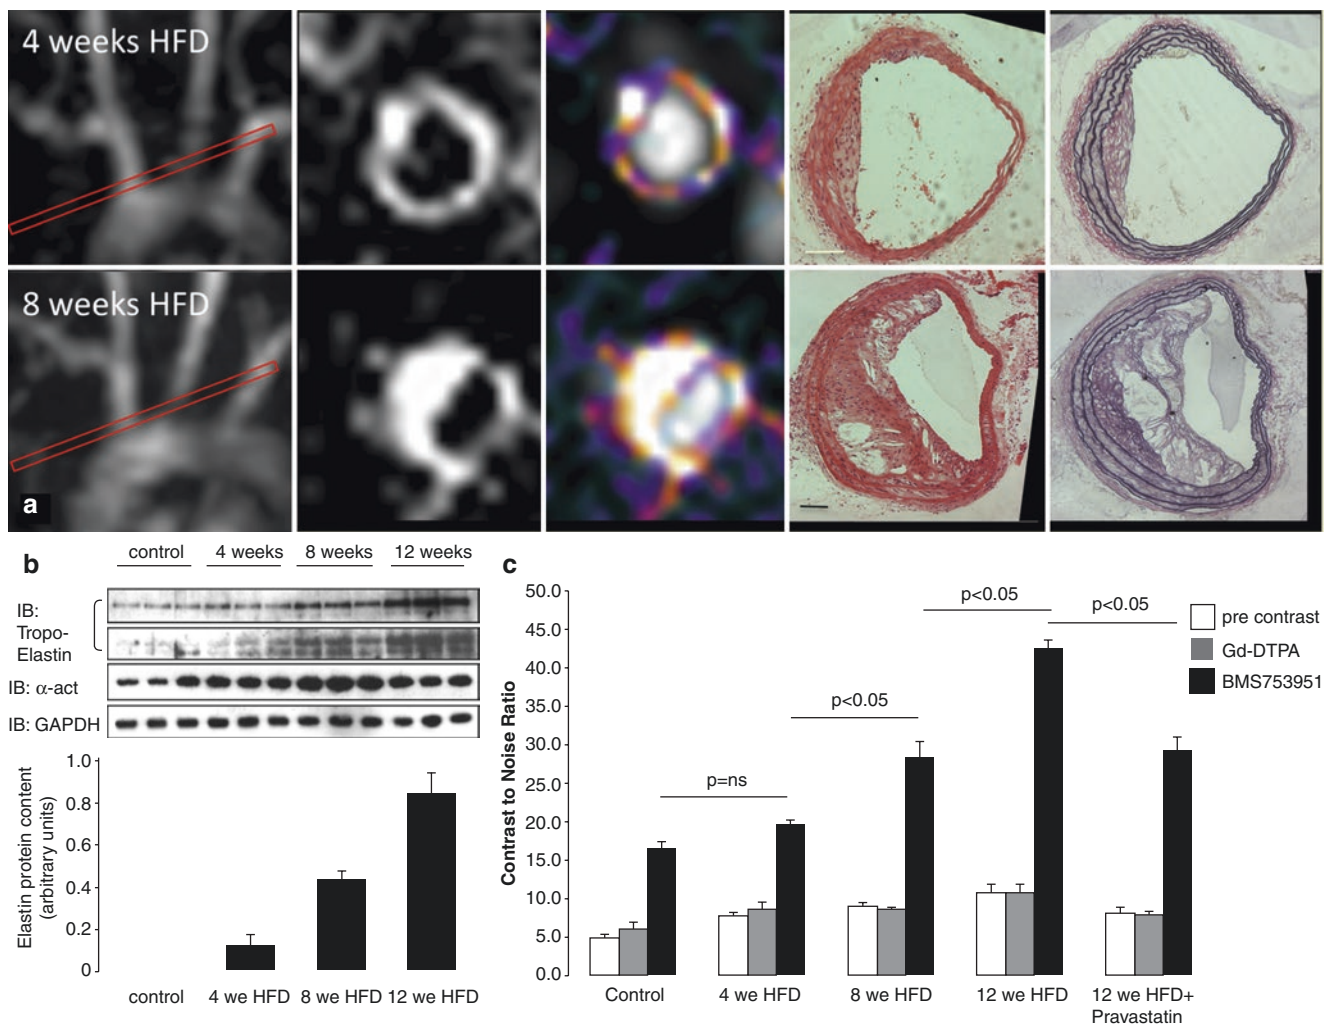 4 weeks HFD
8 weeks HFD
a
b
control 4 weeks 8 weeks 12 weeks
IB:
Tropo-
Elastin
IB: α-act
IB: GAPDH
Elastin protein content
(arbitrary units)
1.0
0.8
0.6
0.4
0.2
0
control 4 we HFD 8 we HFD 12 we HFD
c
Contrast to Noise Ratio
50.0
45.0
40.0
35.0
30.0
25.0
20.0
15.0
10.0
5.0
0.0
p=ns
p<0.05
p<0.05
p<0.05
pre contrast
Gd-DTPA
BMS753951
Control 4 we HFD 8 we HFD 12 we HFD 12 we HFD+
Pravastatin